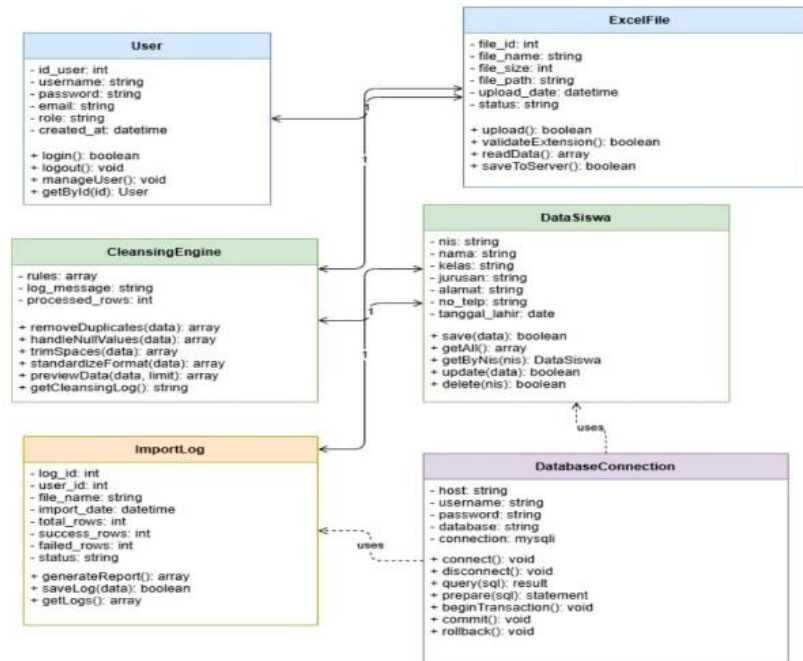 User
- id_user: int
- username: string
- password: string
- email: string
- role: string
- created_at: datetime
+ login(): boolean
+ logout(): void
+ manageUser(): void
+ getById(id): User
ExcelFile
- file_id: int
- file_name: string
- file_size: int
- file_path: string
- upload_date: datetime
- status: string
+ upload(): boolean
+ validateExtension(): boolean
+ readData(): array
+ saveToServer(): boolean
1
1
CleansingEngine
- rules: array
- log_message: string
- processed_rows: int
+ removeDuplicates(data): array
+ handleNullValues(data): array
+ trimSpaces(data): array
+ standardizeFormat(data): array
+ previewData(data, limit): array
+ getCleansingLog(): string
DataSiswa
- nis: string
- nama: string
- kelas: string
- jurusan: string
- alamat: string
- no_telp: string
- tanggal_lahir: date
+ save(data): boolean
+ getAll(): array
+ getByNis(nis): DataSiswa
+ update(data): boolean
+ delete(nis): boolean
1
1
uses
ImportLog
- log_id: int
- user_id: int
- file_name: string
- import_date: datetime
- total_rows: int
- success_rows: int
- failed_rows: int
- status: string
+ generateReport(): array
+ saveLog(data): boolean
+ getLogs(): array
uses
DatabaseConnection
- host: string
- username: string
- password: string
- database: string
- connection: mysqli
+ connect(): void
+ disconnect(): void
+ query(sql): result
+ prepare(sql): statement
+ beginTransaction(): void
+ commit(): void
+ rollback(): void